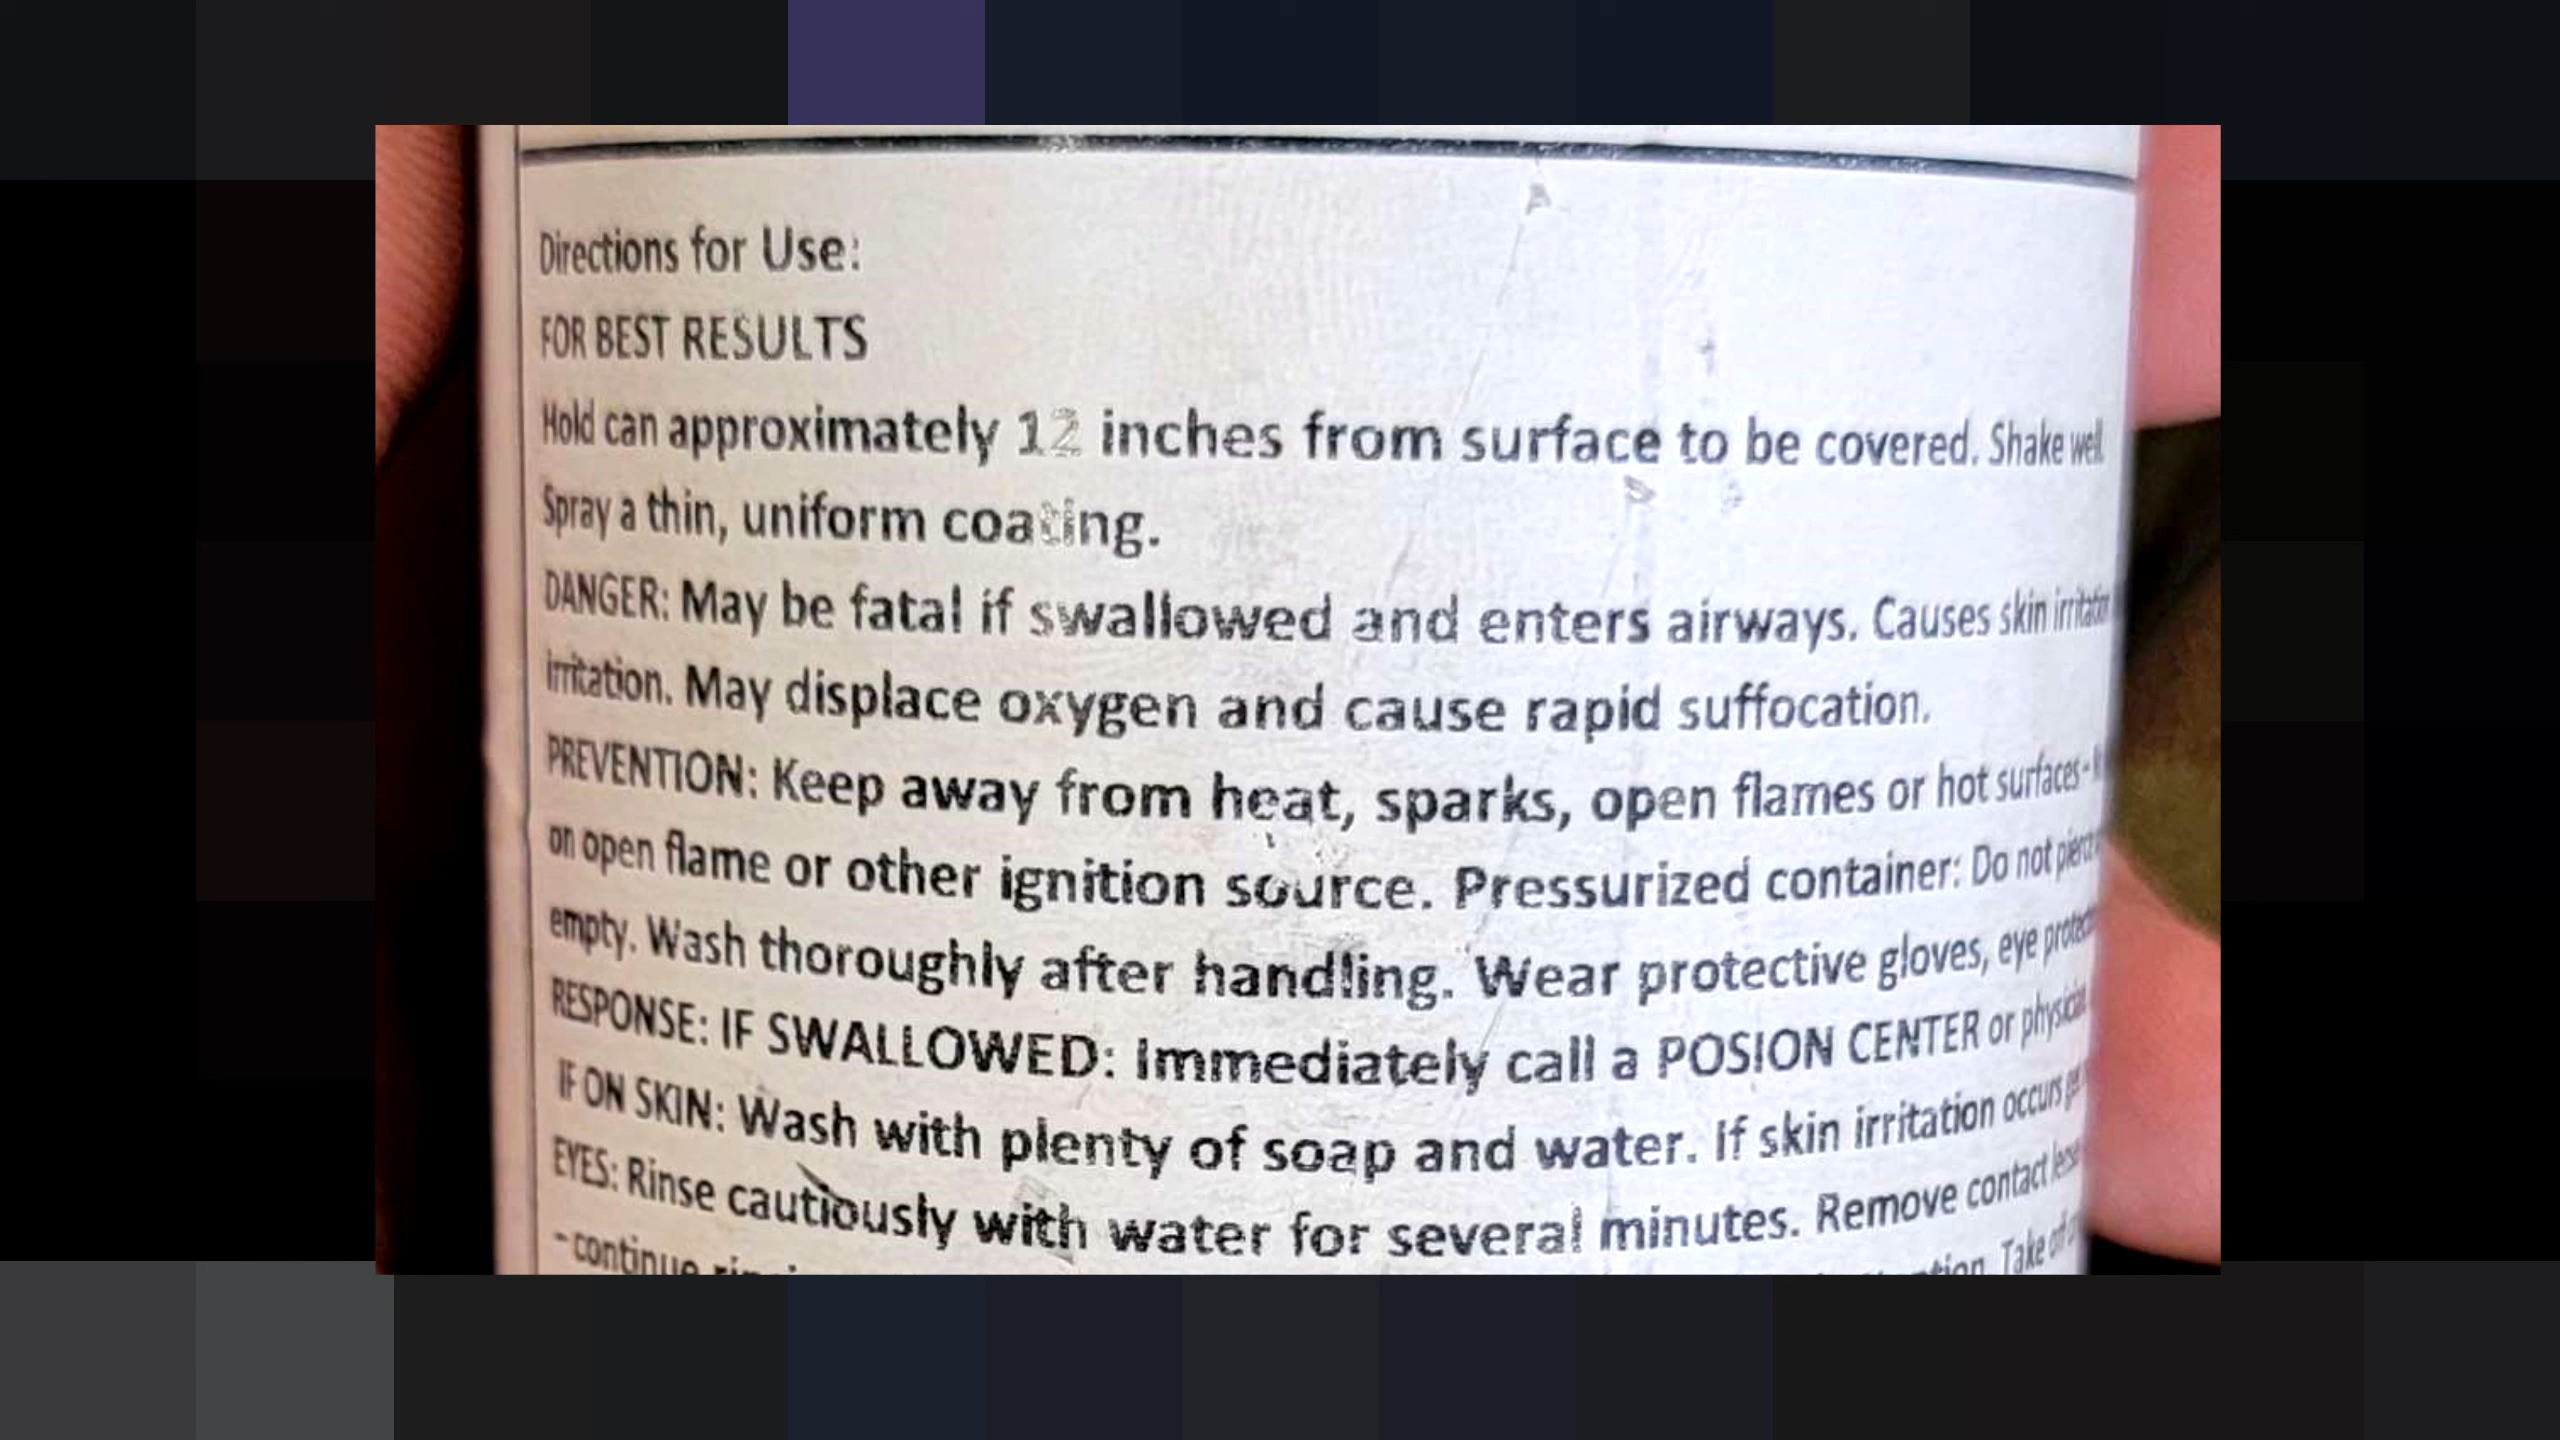 Directions for Use:
FOR BEST RESULTS
Hold can approximately 12 inches from surface to be covered. Shake well.
Spray a thin, uniform coating.
DANGER: May be fatal if swallowed and enters airways. Causes skin irritation
irritation. May displace oxygen and cause rapid suffocation.
PREVENTION: Keep away from heat, sparks, open flames or hot surfaces -
on open flame or other ignition source. Pressurized container: Do not pierce
empty. Wash thoroughly after handling. Wear protective gloves, eye
RESPONSE: IF SWALLOWED: Immediately call a POSION CENTER or physician
IF ON SKIN: Wash with plenty of soap and water. If skin irritation occurs
EYES: Rinse cautiously with water for several minutes. Remove contact
- continue Take